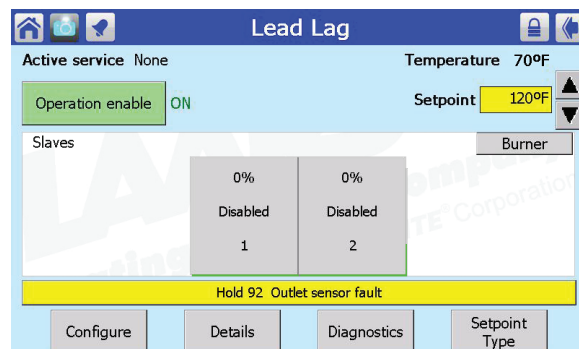 Lead Lag
Active service None
Temperature 70ºF
Operation enable ON
Setpoint 120ºF
Slaves
Burner
0% 0%
Disabled Disabled
1 2
Hold 92 Outlet sensor fault
Configure Details Diagnostics Setpoint Type